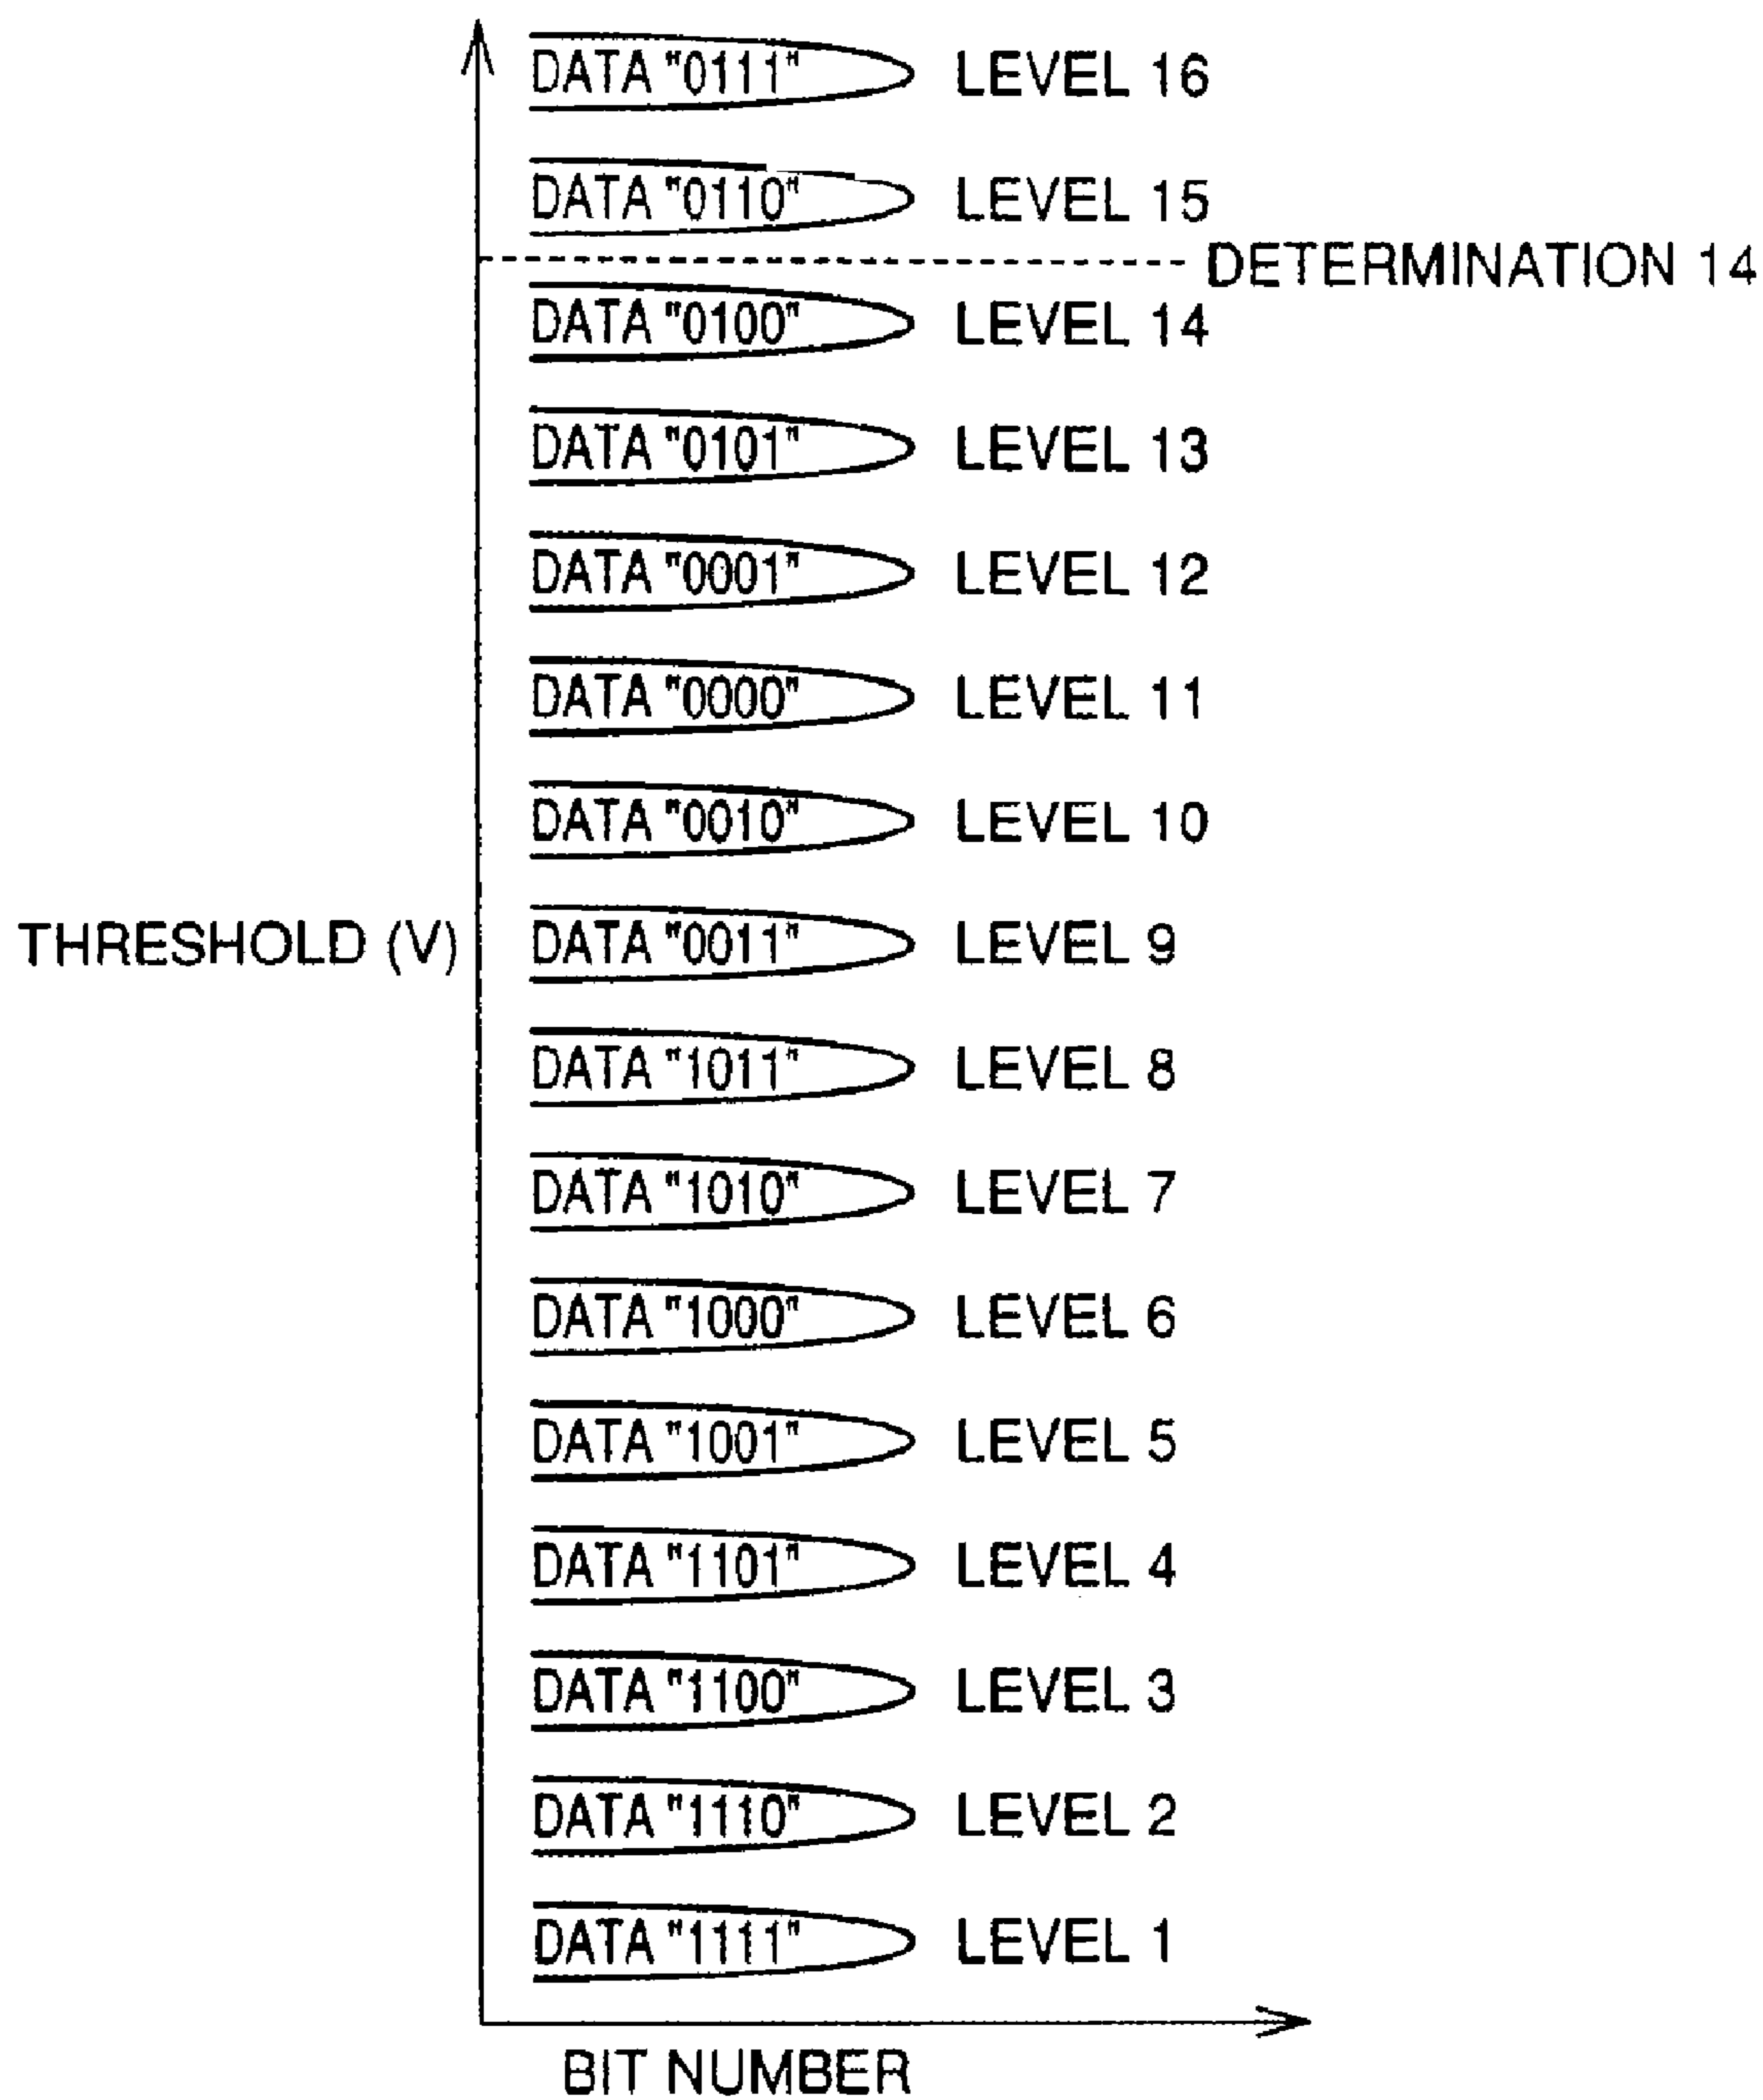 DATA "0111" LEVEL 16
DATA "0110" LEVEL 15
DETERMINATION 14
DATA "0100" LEVEL 14
DATA "0101" LEVEL 13
DATA "0001" LEVEL 12
DATA "0000" LEVEL 11
DATA "0010" LEVEL 10
THRESHOLD (V) DATA "0011" LEVEL 9
DATA "1011" LEVEL 8
DATA "1010" LEVEL 7
DATA "1000" LEVEL 6
DATA "1001" LEVEL 5
DATA "1101" LEVEL 4
DATA "1100" LEVEL 3
DATA "1110" LEVEL 2
DATA "1111" LEVEL 1
BIT NUMBER